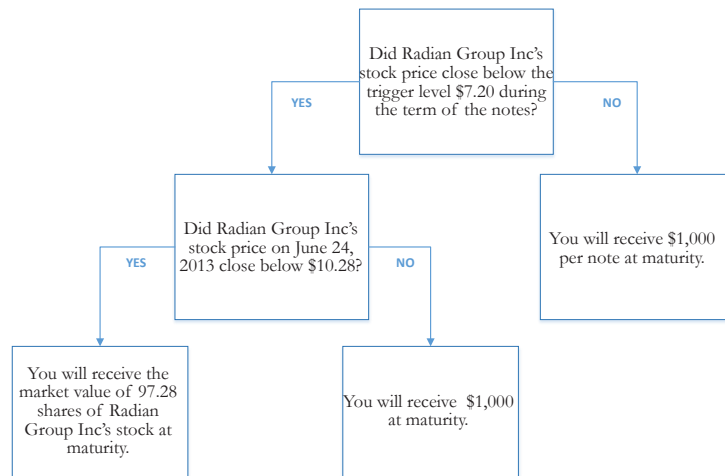 Did Radian Group Inc's
stock price close below the
trigger level $7.20 during
the term of the notes?
YES
NO
Did Radian Group Inc's
stock price on June 24,
2013 close below $10.28?
You will receive $1,000
per note at maturity.
YES
NO
You will receive the
market value of 97.28
shares of Radian
Group Inc's stock at
maturity.
You will receive $1,000
at maturity.